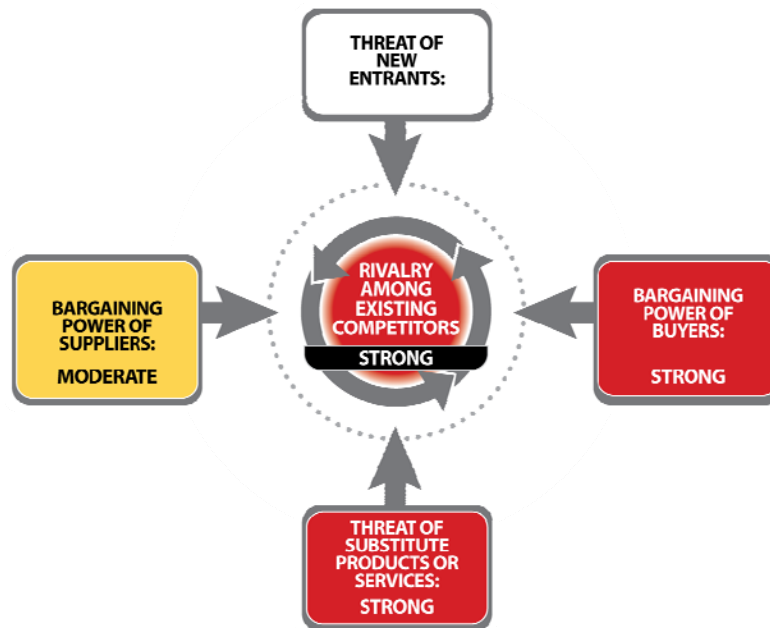 THREAT OF
NEW
ENTRANTS:
BARGAINING
POWER OF
SUPPLIERS:
MODERATE
RIVALRY
AMONG
EXISTING
COMPETITORS
STRONG
BARGAINING
POWER OF
BUYERS:
STRONG
THREAT OF
SUBSTITUTE
PRODUCTS OR
SERVICES:
STRONG